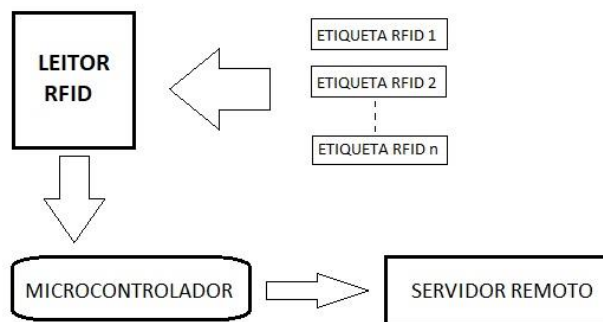 LEITOR
RFID
ETIQUETA RFID 1
ETIQUETA RFID 2
ETIQUETA RFID n
MICROCONTROLADOR
SERVIDOR REMOTO